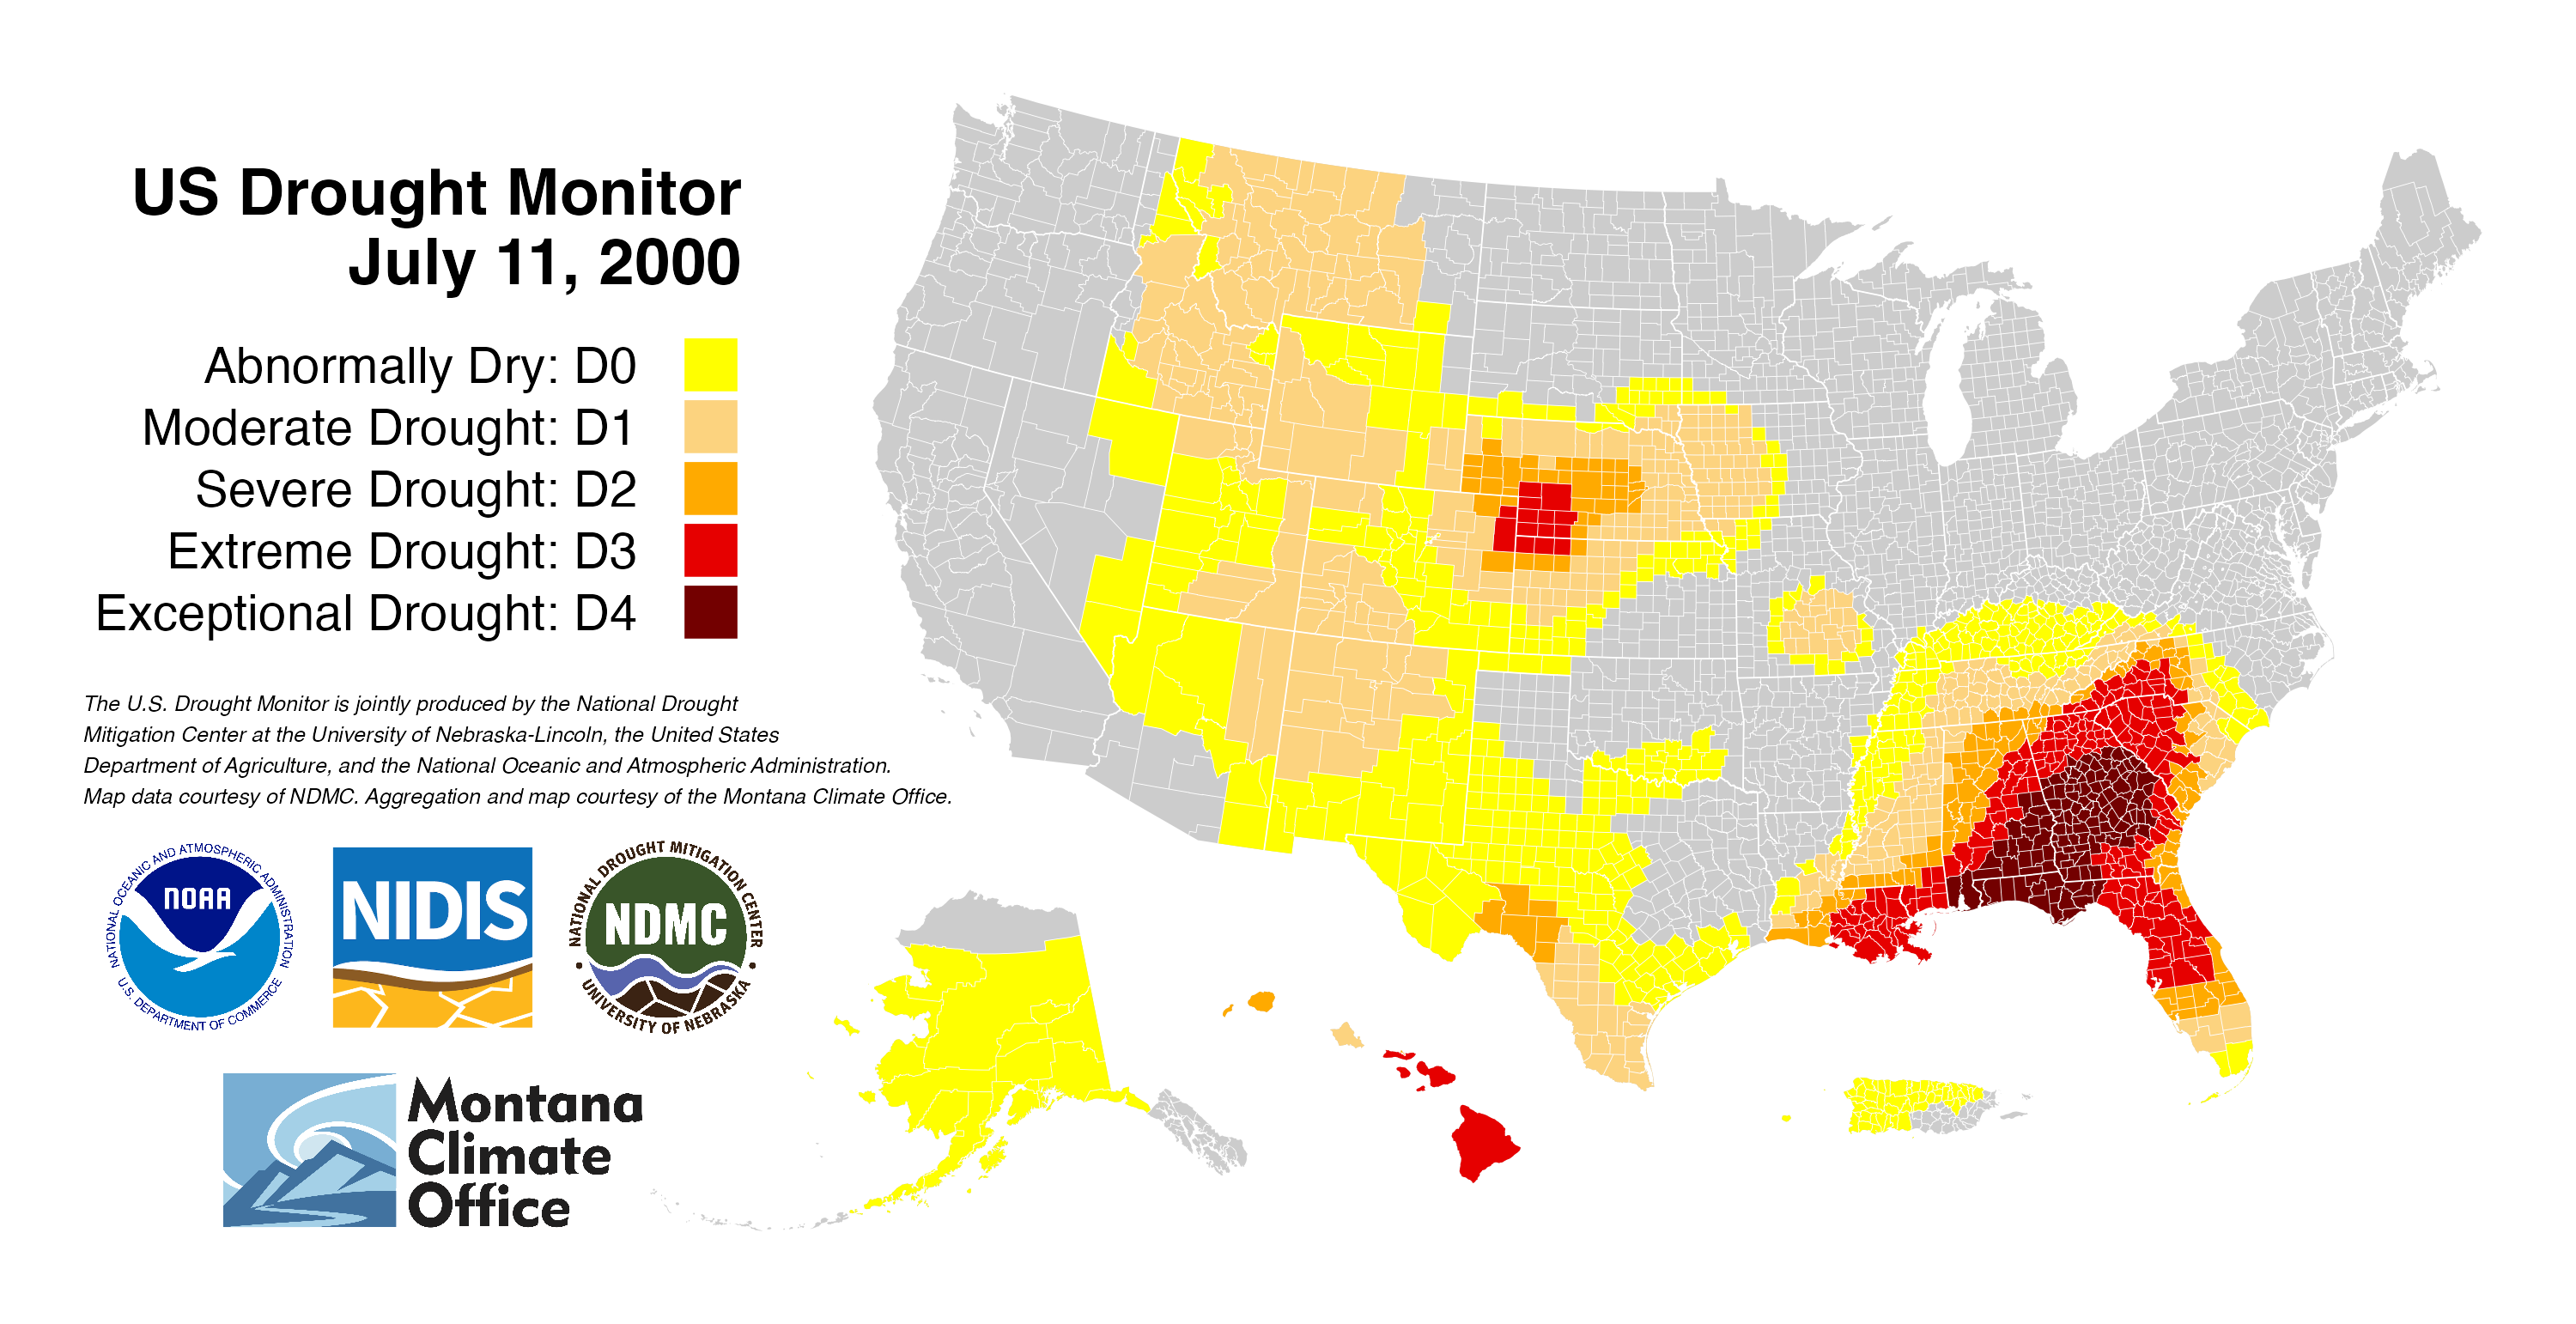 US Drought Monitor
July 11, 2000
Abnormally Dry: D0
Moderate Drought: D1
Severe Drought: D2
Extreme Drought: D3
Exceptional Drought: D4
The U.S. Drought Monitor is jointly produced by the National Drought
Mitigation Center at the University of Nebraska-Lincoln, the United States
Department of Agriculture, and the National Oceanic and Atmospheric Administration.
Map data courtesy of NDMC. Aggregation and map courtesy of the Montana Climate Office.
NATIONAL OCEANIC AND ATMOSPHERIC ADMINISTRATION
NOAA
U.S. DEPARTMENT OF COMMERCE
NIDIS
NATIONAL DROUGHT MITIGATION CENTER
NDMC
UNIVERSITY OF NEBRASKA
Montana
Climate
Office